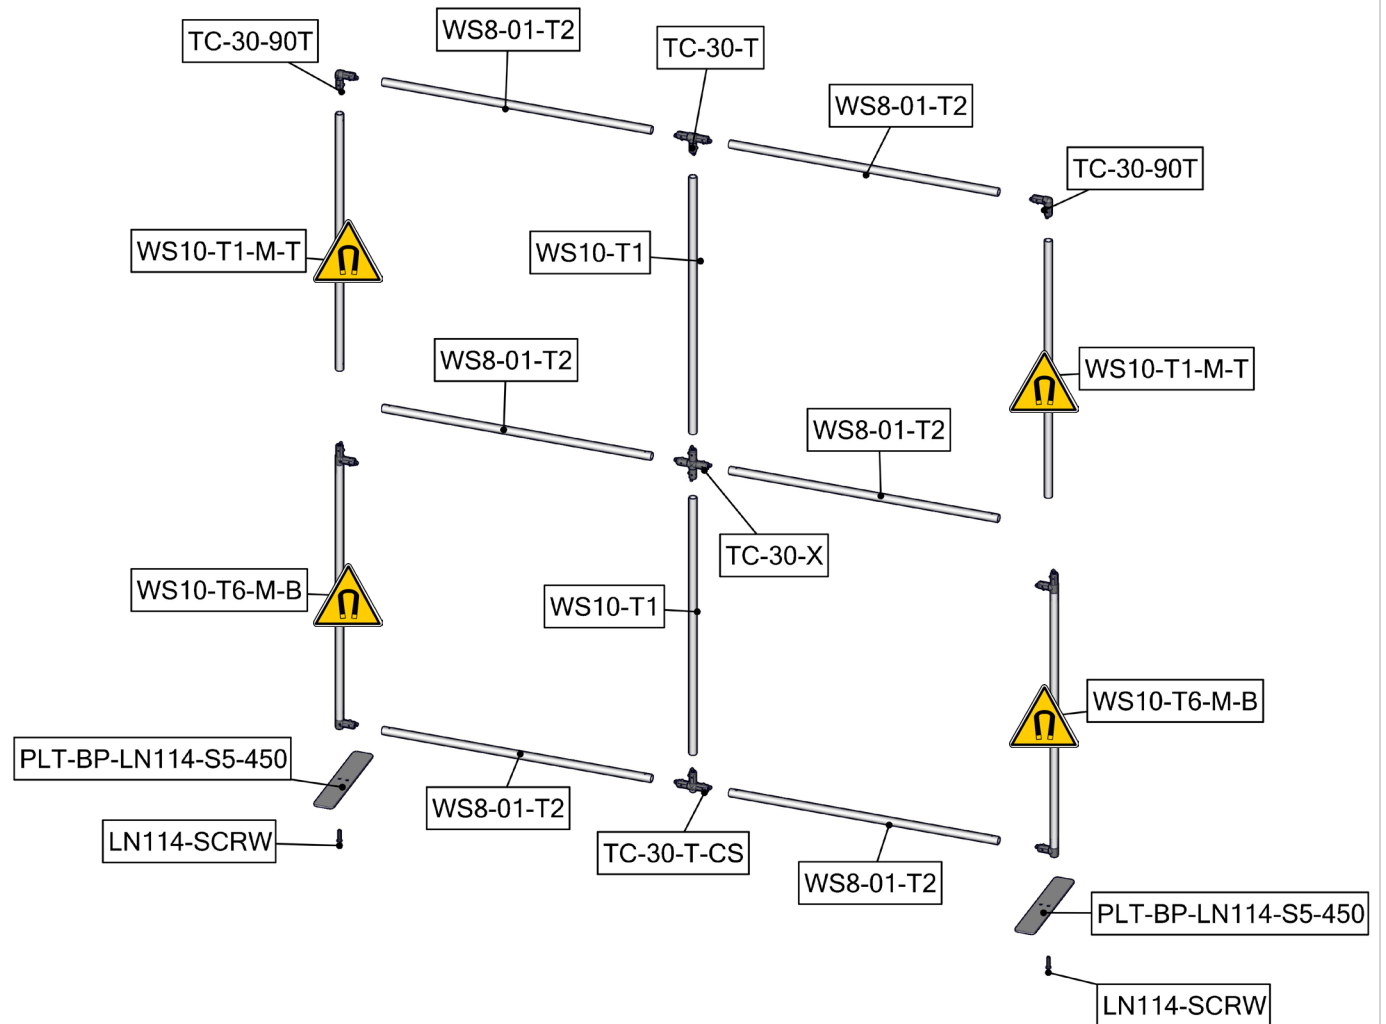 WS8-01-T2
TC-30-90T
TC-30-T
WS8-01-T2
TC-30-90T
WS10-T1-M-T
WS10-T1
WS8-01-T2
WS10-T1-M-T
WS8-01-T2
TC-30-X
WS10-T6-M-B
WS10-T1
WS10-T6-M-B
PLT-BP-LN114-S5-450
WS8-01-T2
LN114-SCRW
TC-30-T-CS
WS8-01-T2
PLT-BP-LN114-S5-450
LN114-SCRW